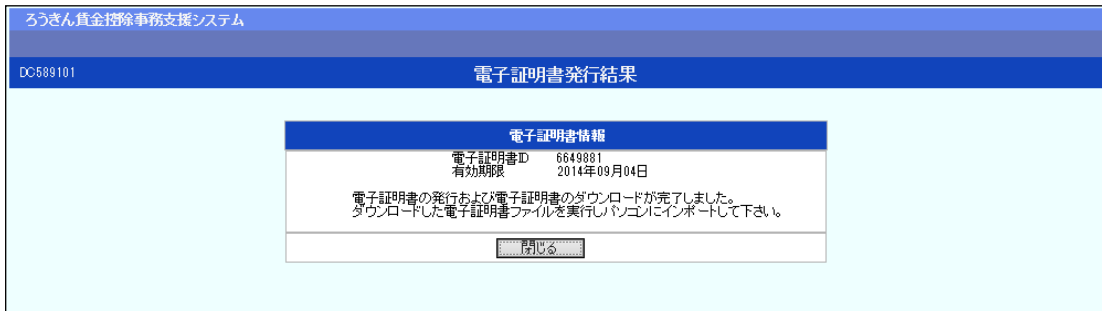 ろうきん賃金控除事務支援システム
DC589101
電子証明書発行結果
電子証明書情報
電子証明書ID 6649881
有効期限 2014年09月04日
電子証明書の発行および電子証明書のダウンロードが完了しました。
ダウンロードした電子証明書ファイルを実行しパソコンにインポートして下さい。
閉じる